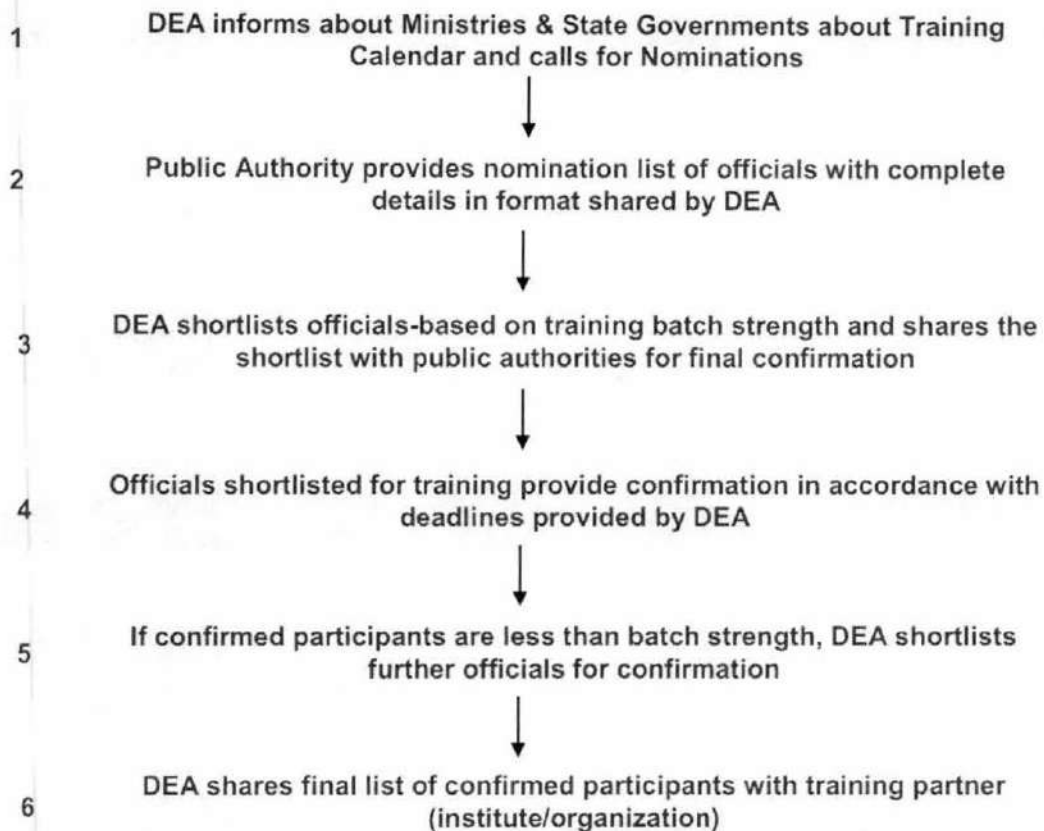 1
DEA informs about Ministries & State Governments about Training
Calendar and calls for Nominations
2
Public Authority provides nomination list of officials with complete
details in format shared by DEA
3
DEA shortlists officials-based on training batch strength and shares the
shortlist with public authorities for final confirmation
4
Officials shortlisted for training provide confirmation in accordance with
deadlines provided by DEA
5
If confirmed participants are less than batch strength, DEA shortlists
further officials for confirmation
6
DEA shares final list of confirmed participants with training partner
(institute/organization)